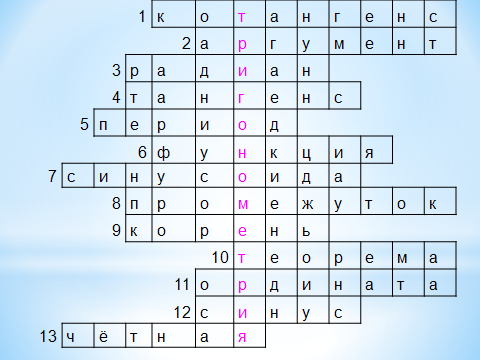 1 котангенс
2 аргумент
3 радиан
4 тангенс
5 период
6 функция
7 синусоида
8 промежуток
9 корень
10 теорема
11 ордината
12 синус
13 чётная